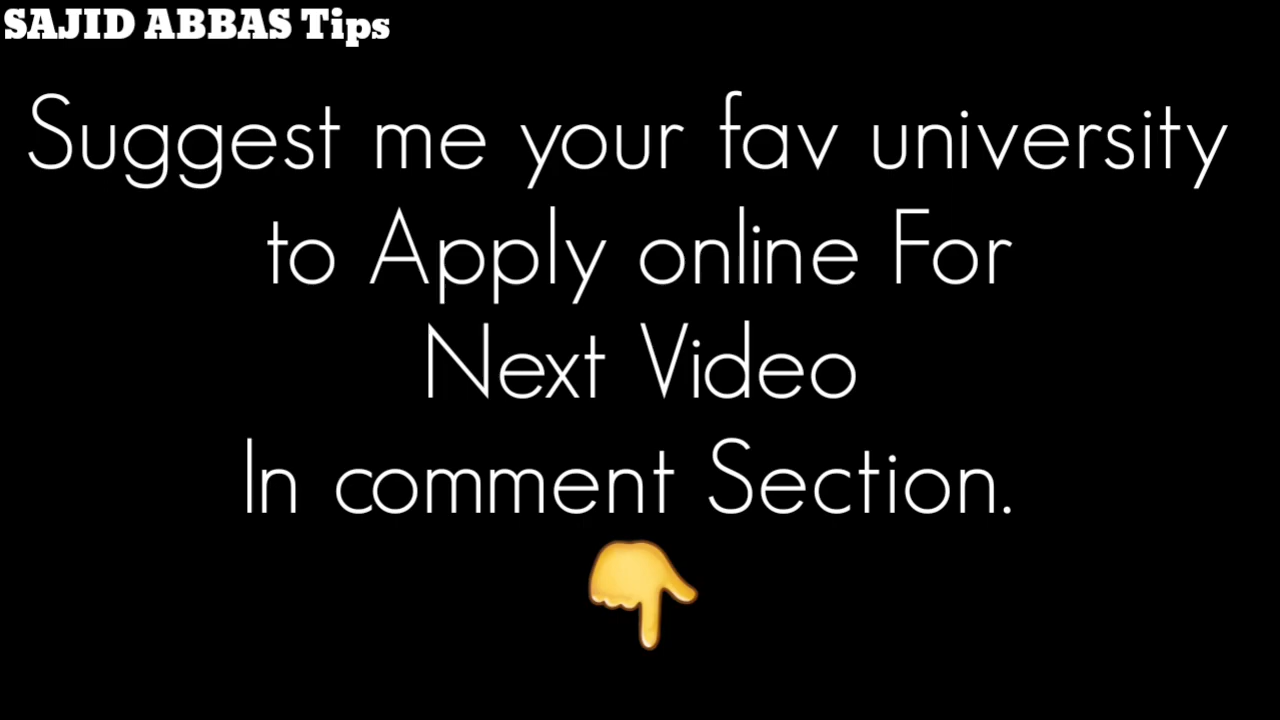 SAJID ABBAS Tips
Suggest me your fav university
to Apply online For
Next Video
In comment Section.